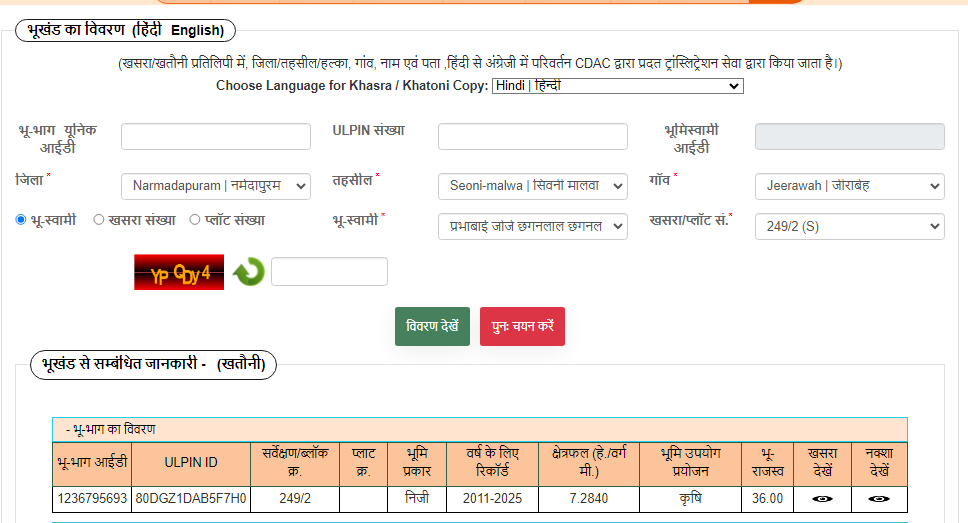 भूखंड का विवरण (हिंदी English)
(खसरा/खतौनी प्रतिलिपी में, जिला/तहसील/हल्का, गांव, नाम एवं पता ,हिंदी से अंग्रेजी में परिवर्तन CDAC द्वारा प्रदत ट्रांस्लिट्रेशन सेवा द्वारा किया जाता है।)
Choose Language for Khasra / Khatoni Copy: Hindi | हिन्दी
भू-भाग यूनिक आईडी
ULPIN संख्या
भूमिस्वामी आईडी
जिला * Narmadapuram | नर्मदापुरम
तहसील * Seoni-malwa | सिवनी मालवा
गाँव * Jeerawah | जीराबेह
भू-स्वामी खसरा संख्या प्लॉट संख्या
भू-स्वामी * प्रभाबाई जोजे छगनलाल छगनल
खसरा/प्लॉट सं.* 249/2 (S)
YpQDy4
विवरण देखें पुनः चयन करें
भूखंड से सम्बंधित जानकारी - (खतौनी)
- भू-भाग का विवरण
भू-भाग आईडी ULPIN ID सर्वेक्षण/ब्लॉक क्र. प्लाट क्र. भूमि प्रकार वर्ष के लिए रिकॉर्ड क्षेत्रफल (हे./वर्ग मी.) भूमि उपयोग प्रयोजन भू-राजस्व खसरा देखें नक्शा देखें
1236795693 80DGZ1DAB5F7H0 249/2 निजी 2011-2025 7.2840 कृषि 36.00